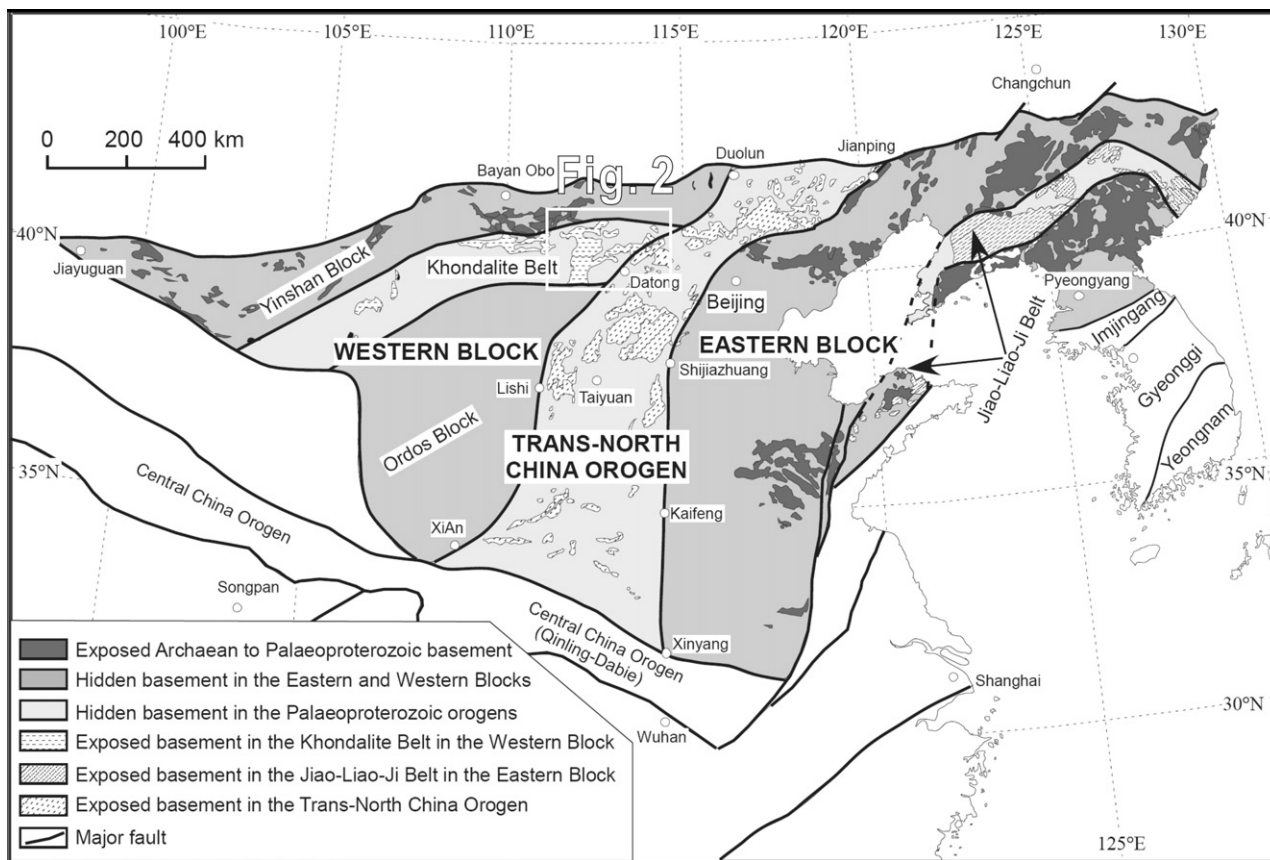 100°E
105°E
110°E
115°E
120°E
125°E
130°E
Changchun
0 200 400 km
Duolun
Jianping
Bayan Obo
Fig. 2
40°N
40°N
Jiayuguan
Yinshan Block
Khondalite Belt
Datong
Beijing
Pyeongyang
Imjingang
WESTERN BLOCK
EASTERN BLOCK
Jiao-Liao-Ji Belt
Gyeonggi
Shijiazhuang
Lishi
Taiyuan
Yeongnam
Ordos Block
TRANS-NORTH
CHINA OROGEN
35°N
35°N
Central China Orogen
Kaifeng
XiAn
Songpan
Central China Orogen
(Qinling-Dabie)
Xinyang
Shanghai
30°N
Wuhan
125°E
Exposed Archaean to Palaeoproterozoic basement
Hidden basement in the Eastern and Western Blocks
Hidden basement in the Palaeoproterozoic orogens
Exposed basement in the Khondalite Belt in the Western Block
Exposed basement in the Jiao-Liao-Ji Belt in the Eastern Block
Exposed basement in the Trans-North China Orogen
Major fault